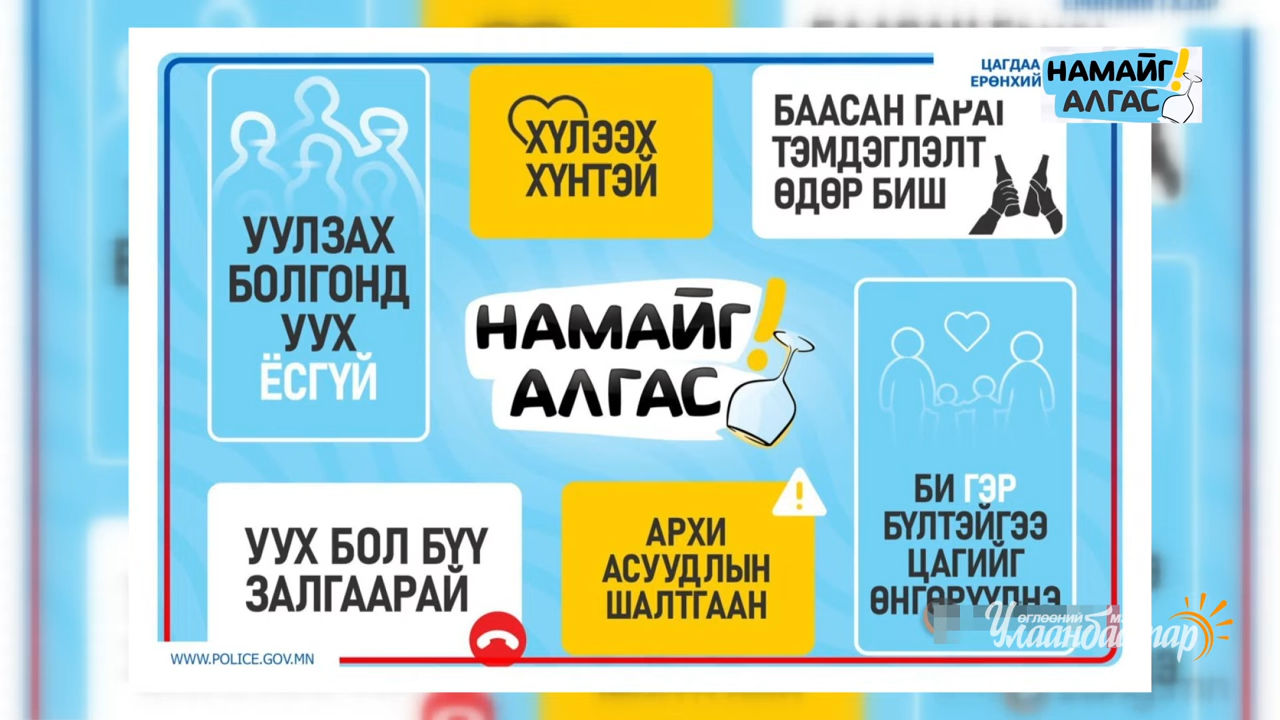 УУЛЗАХ
БОЛГОНД
УУХ
ЁСГҮЙ
ХҮЛЭЭХ
ХҮНТЭЙ
БААСАН ГАРАГ
ТЭМДЭГЛЭЛТ
ӨДӨР БИШ
ЦАГДАА
ЕРӨНХИЙ
НАМАЙГ!
АЛГАС
НАМАЙГ!
АЛГАС
УУХ БОЛ БҮҮ
ЗАЛГААРАЙ
АРХИ
АСУУДЛЫН
ШАЛТГААН
БИ ГЭР
БҮЛТЭЙГЭЭ
ЦАГИЙГ
ӨНГӨРҮҮЛНЭ
WWW.POLICE.GOV.MN
ӨГЛӨӨНИЙ
Улаанбаатар